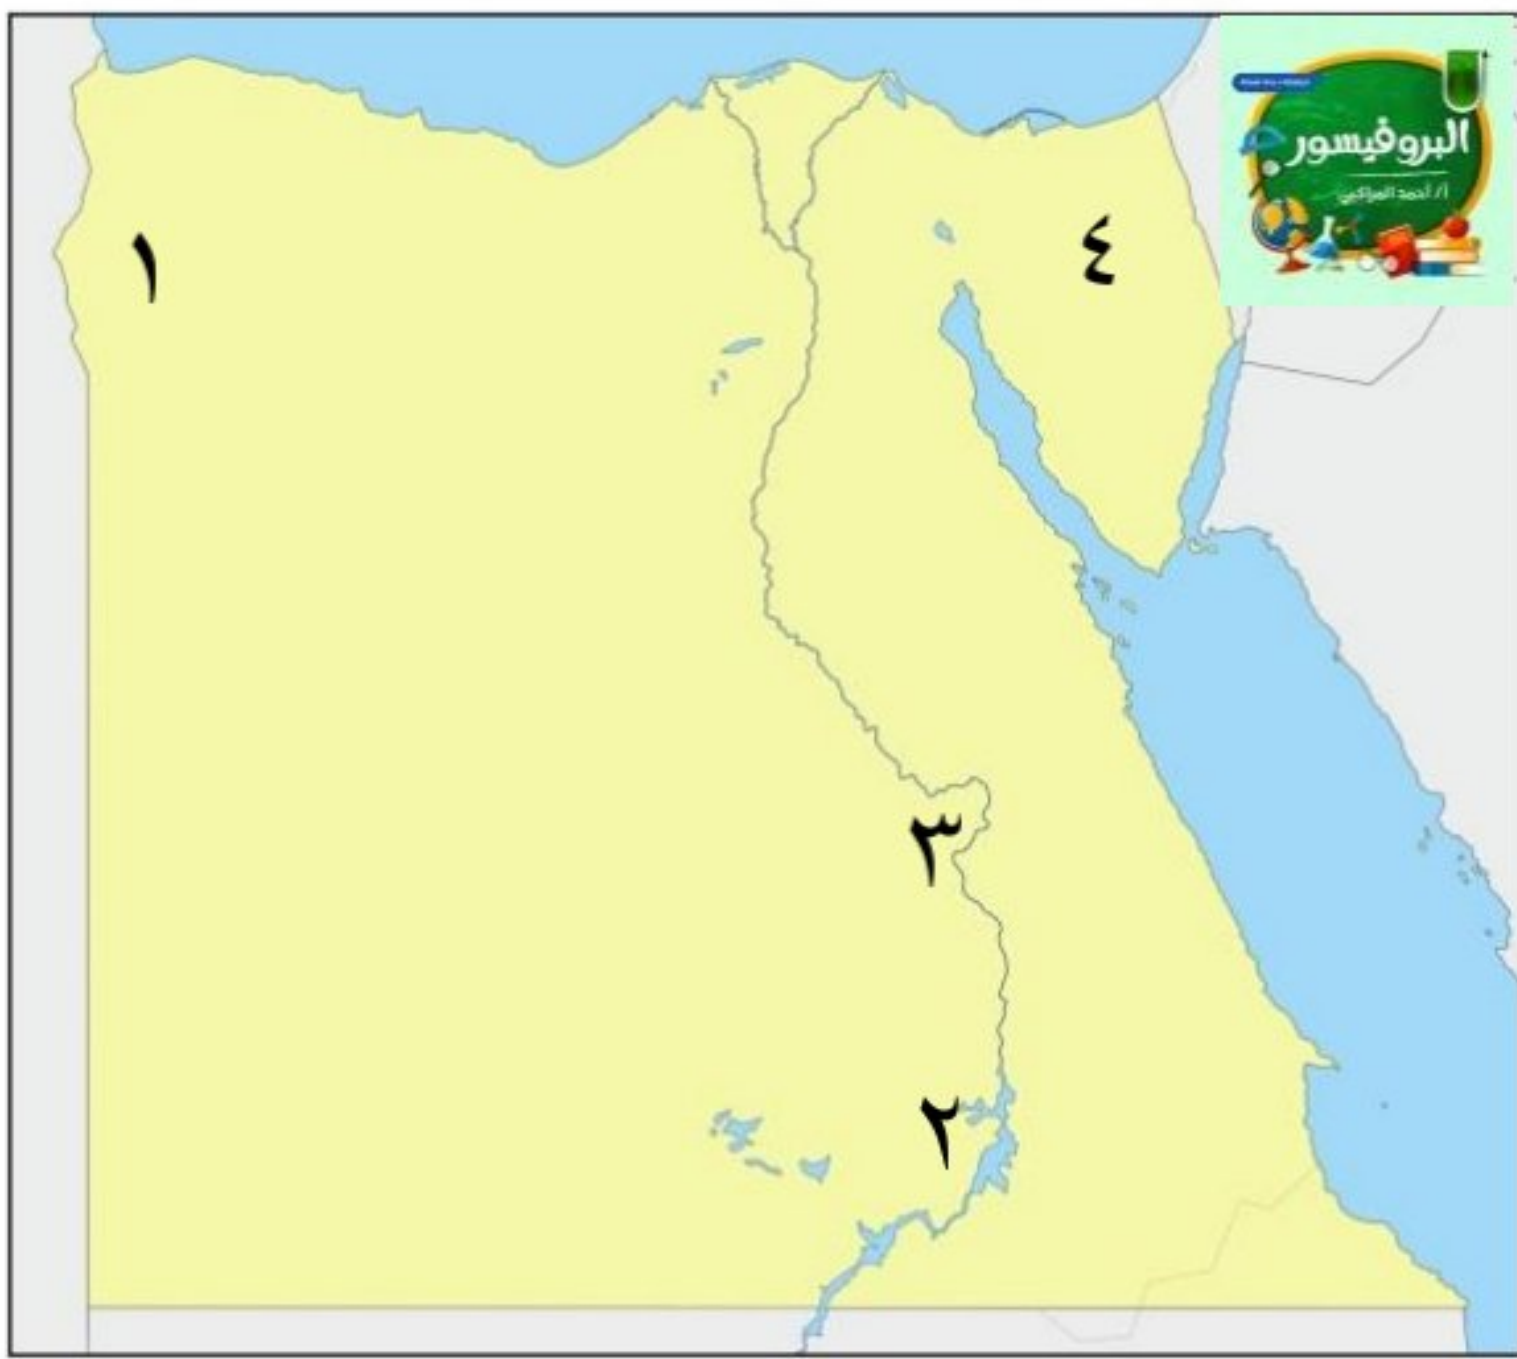 البروفيسور
أ/ أحمد المراكبي
١
٤
٣
٢